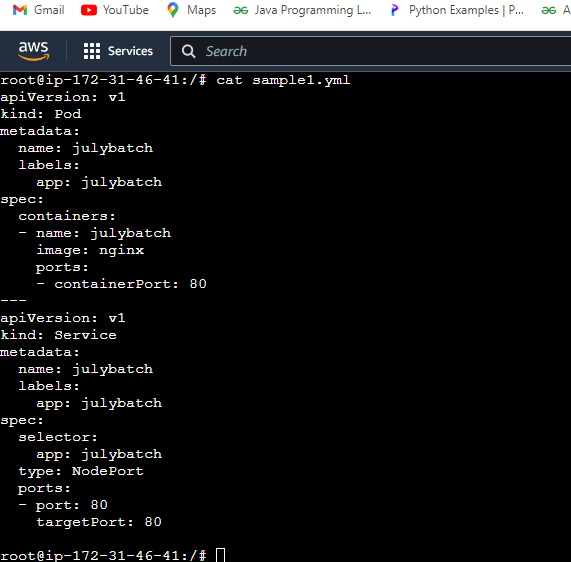 Gmail YouTube Maps Java Programming L... Python Examples | P... A
aws Services Search
root@ip-172-31-46-41:/# cat sample1.yml
apiVersion: v1
kind: Pod
metadata:
  name: julybatch
  labels:
    app: julybatch
spec:
  containers:
  - name: julybatch
    image: nginx
    ports:
    - containerPort: 80
---
apiVersion: v1
kind: Service
metadata:
  name: julybatch
  labels:
    app: julybatch
spec:
  selector:
    app: julybatch
  type: NodePort
  ports:
  - port: 80
    targetPort: 80

root@ip-172-31-46-41:/#